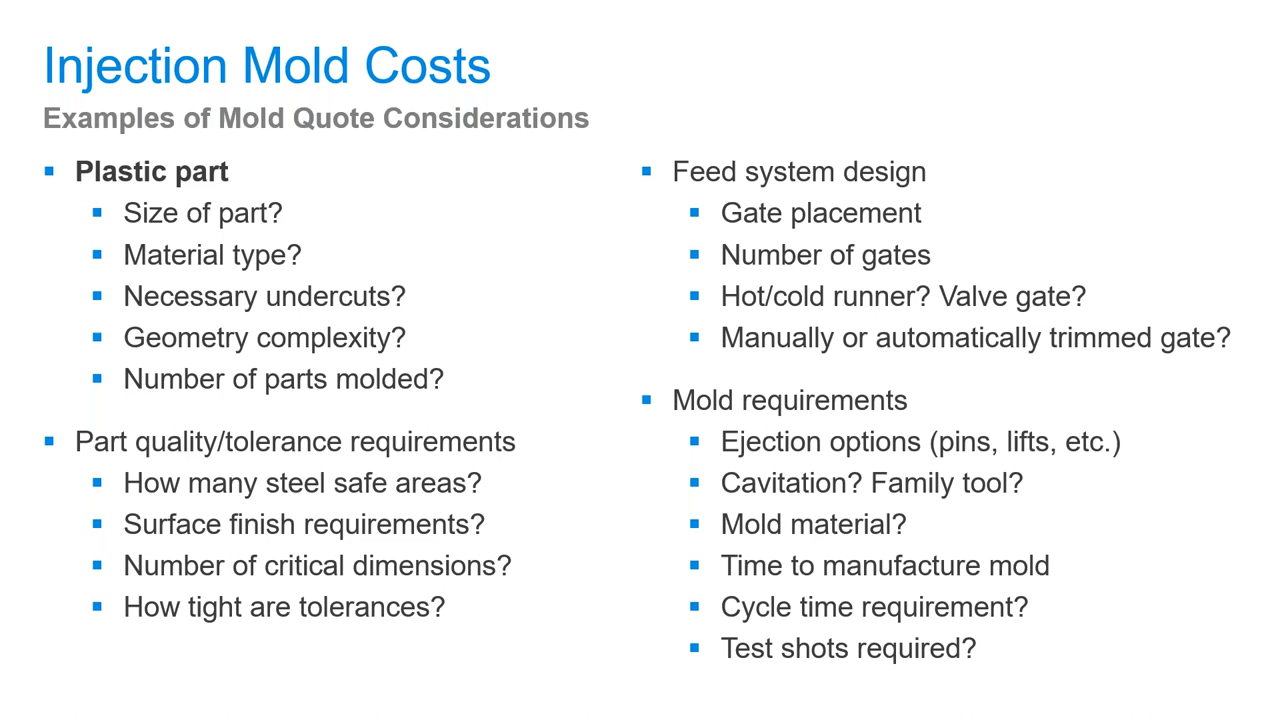 Injection Mold Costs
Examples of Mold Quote Considerations
Plastic part
Size of part?
Material type?
Necessary undercuts?
Geometry complexity?
Number of parts molded?
Part quality/tolerance requirements
How many steel safe areas?
Surface finish requirements?
Number of critical dimensions?
How tight are tolerances?
Feed system design
Gate placement
Number of gates
Hot/cold runner? Valve gate?
Manually or automatically trimmed gate?
Mold requirements
Ejection options (pins, lifts, etc.)
Cavitation? Family tool?
Mold material?
Time to manufacture mold
Cycle time requirement?
Test shots required?